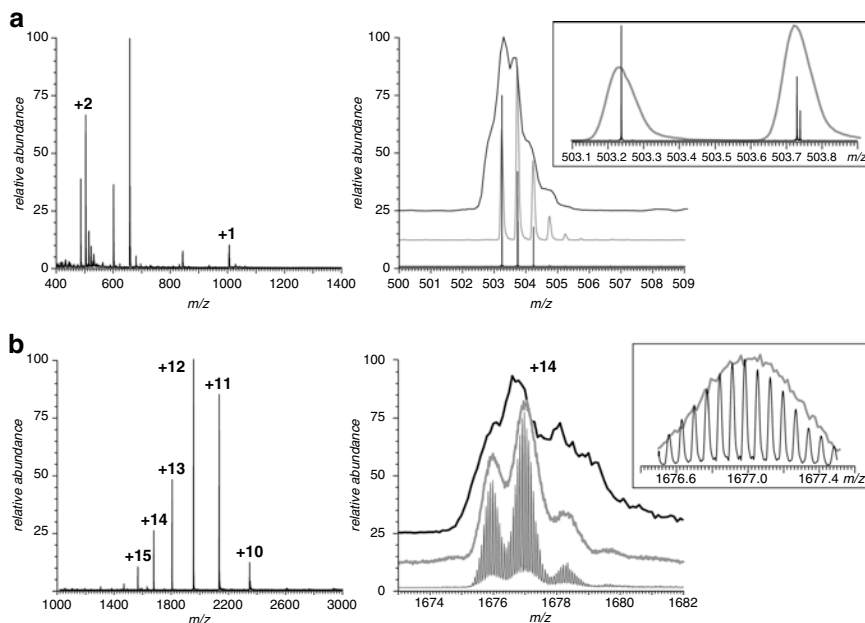 a
100
75
50
25
0
relative abundance
+2
+1
400 600 800 1000 1200 1400
m/z
100
75
50
25
0
relative abundance
500 501 502 503 504 505 506 507 508 509
m/z
503.1 503.2 503.3 503.4 503.5 503.6 503.7 503.8 m/z
b
100
75
50
25
0
relative abundance
+12
+11
+13
+14
+15
+10
1000 1400 1800 2200 2600 3000
m/z
100
75
50
25
0
relative abundance
+14
1674 1676 1678 1680 1682
m/z
1676.6 1677.0 1677.4 m/z